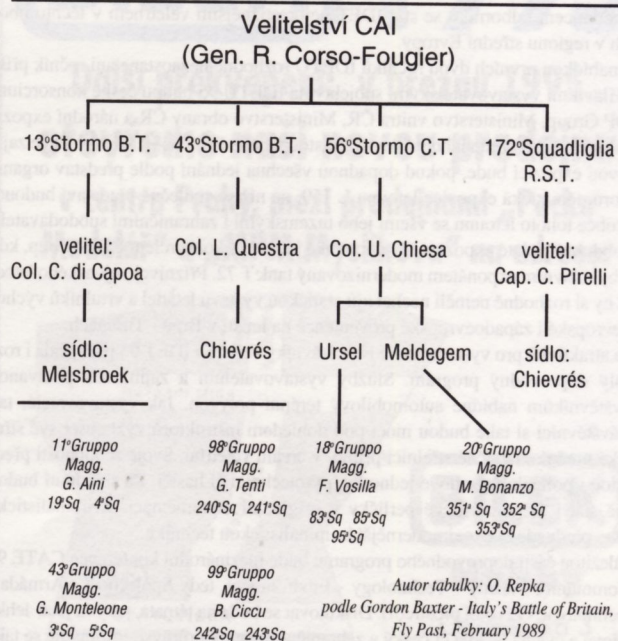 Velitelství CAI
(Gen R. Corso-Fougier)
13°Stormo B.T. 43°Stormo B.T. 56°Stormo C.T. 172°Squadliglia
R.S.T.
velitel: Col. L. Questra Col. U. Chiesa velitel:
Col. C. di Capoa Cap. C. Pirelli
sídlo: Chievrés Ursel Meldegem sídlo:
Melsbroek Chievrés
11°Gruppo 98°Gruppo 18°Gruppo 20°Gruppo
Magg. Magg. Magg. Magg.
G. Aini G. Tenti F. Vosilla M. Bonanzo
19°Sq 4°Sq 240°Sq 241°Sq 83°Sq 85°Sq 351° Sq 352° Sq
95°Sq 353°Sq
43°Gruppo 99°Gruppo
Magg. Magg.
G. Monteleone B. Ciccu
3°Sq 5°Sq 242°Sq 243°Sq
Autor tabulky: O. Repka
podle Gordon Baxter - Italy's Battle of Britain,
Fly Past, February 1989